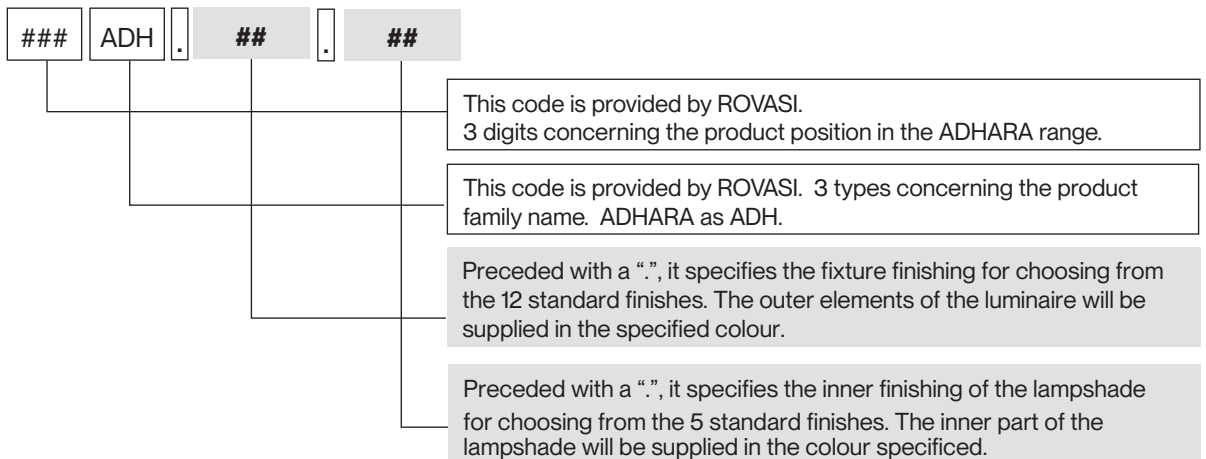 ### ADH . ## . ##
This code is provided by ROVASI.
3 digits concerning the product position in the ADHARA range.
This code is provided by ROVASI. 3 types concerning the product
family name. ADHARA as ADH.
Preceded with a “.”, it specifies the fixture finishing for choosing from
the 12 standard finishes. The outer elements of the luminaire will be
supplied in the specified colour.
Preceded with a “.”, it specifies the inner finishing of the lampshade
for choosing from the 5 standard finishes. The inner part of the
lampshade will be supplied in the colour specificed.